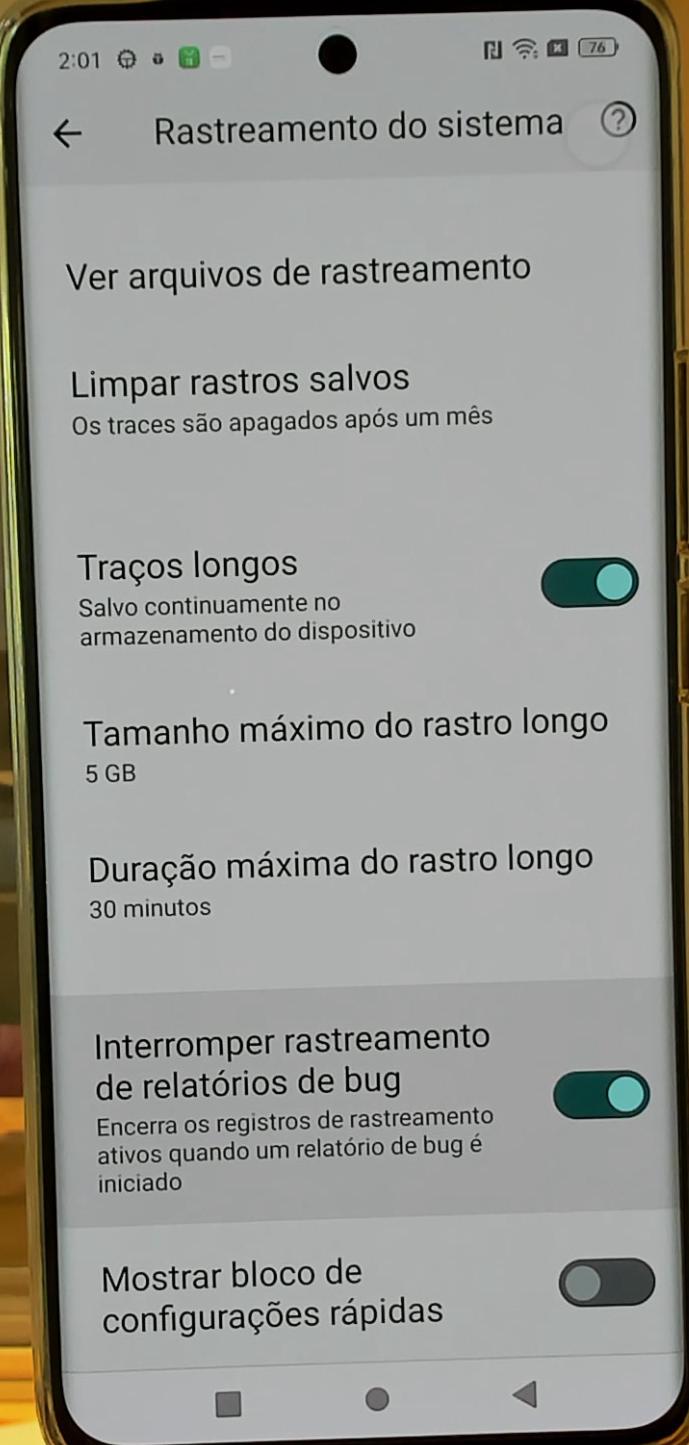 2:01
76
Rastreamento do sistema
Ver arquivos de rastreamento
Limpar rastros salvos
Os traces são apagados após um mês
Traços longos
Salvo continuamente no
armazenamento do dispositivo
Tamanho máximo do rastro longo
5 GB
Duração máxima do rastro longo
30 minutos
Interromper rastreamento
de relatórios de bug
Encerra os registros de rastreamento
ativos quando um relatório de bug é
iniciado
Mostrar bloco de
configurações rápidas